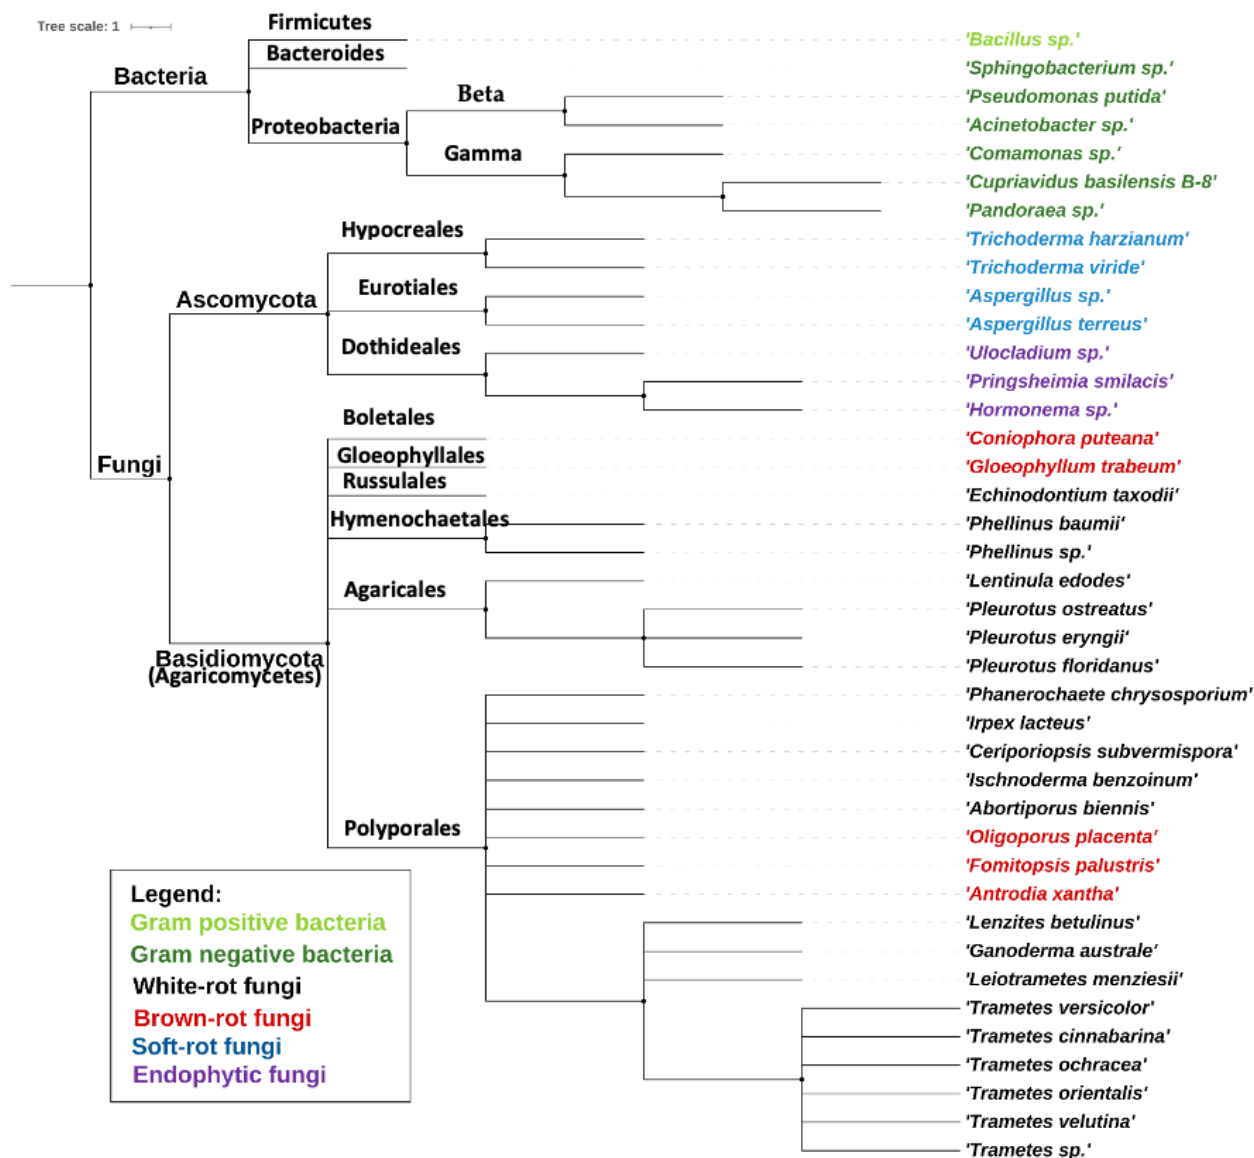 Tree scale: 1
Firmicutes
'Bacillus sp.'
Bacteroides
'Sphingobacterium sp.'
Bacteria
Beta
'Pseudomonas putida'
Proteobacteria
'Acinetobacter sp.'
Gamma
'Comamonas sp.'
'Cupriavidus basilensis B-8'
'Pandoraea sp.'
Hypocreales
'Trichoderma harzianum'
'Trichoderma viride'
Ascomycota
Eurotiales
'Aspergillus sp.'
'Aspergillus terreus'
Dothideales
'Ulocladium sp.'
'Pringsheimia smilacis'
'Hormonema sp.'
Boletales
'Coniophora puteana'
Fungi
Gloeophyllales
'Gloeophyllum trabeum'
Russulales
'Echinodontium taxodii'
Hymenochaetales
'Phellinus baumii'
'Phellinus sp.'
Agaricales
'Lentinula edodes'
'Pleurotus ostreatus'
'Pleurotus eryngii'
'Pleurotus floridanus'
Basidiomycota
(Agaricomycetes)
'Phanerochaete chrysosporium'
'Irpex lacteus'
'Ceriporiopsis subvermispora'
'Ischnoderma benzoinum'
'Abortiporus biennis'
Polyporales
'Oligoporus placenta'
'Fomitopsis palustris'
'Antrodia xantha'
'Lenzites betulinus'
'Ganoderma australe'
'Leiotrametes menziesii'
'Trametes versicolor'
'Trametes cinnabarina'
'Trametes ochracea'
'Trametes orientalis'
'Trametes velutina'
'Trametes sp.'
Legend:
Gram positive bacteria
Gram negative bacteria
White-rot fungi
Brown-rot fungi
Soft-rot fungi
Endophytic fungi